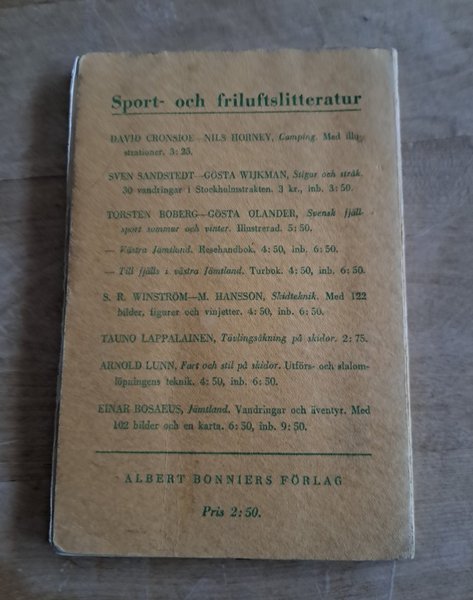 Sport- och friluftslitteratur
DAVID CRONSIOE—NILS HORNEY, Camping. Med illu-
strationer. 3: 25.
SVEN SANDSTEDT—GÖSTA WIJKMAN, Stigar och stråk.
30 vandringar i Stockholmstrakten. 3 kr., inb. 3: 50.
TORSTEN BOBERG—GÖSTA OLANDER, Svensk fjäll-
sport sommar och vinter. Illustrerad. 5: 50.
— Västra Jämtland. Resehandbok. 4: 50, inb. 6: 50.
— Till fjälls i västra Jämtland. Turbok. 4: 50, inb. 6: 50.
S. R. WINSTRÖM—M. HANSSON, Skidteknik. Med 122
bilder, figurer och vinjetter. 4: 50, inb. 6: 50.
TAUNO LAPPALAINEN, Tävlingsåkning på skidor. 2: 75.
ARNOLD LUNN, Fart och stil på skidor. Utförs- och slalom-
löpningens teknik. 4: 50, inb. 6: 50.
EINAR BOSAEUS, Jämtland. Vandringar och äventyr. Med
102 bilder och en karta. 6: 50, inb. 9: 50.
ALBERT BONNIERS FÖRLAG
Pris 2: 50.